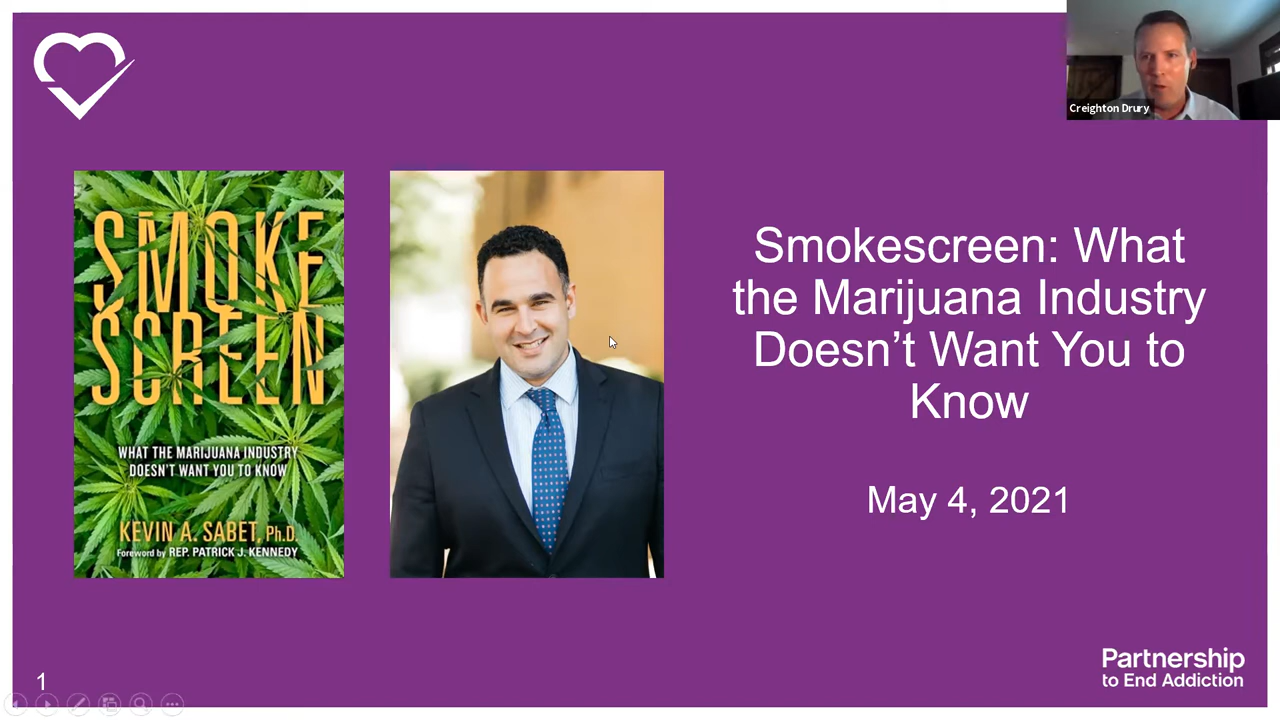 Creighton Drury
SMOKE
SCREEN
WHAT THE MARIJUANA INDUSTRY
DOESN'T WANT YOU TO KNOW
KEVIN A. SABET, Ph.D.
Foreword by REP. PATRICK J. KENNEDY
Smokescreen: What
the Marijuana Industry
Doesn’t Want You to
Know
May 4, 2021
Partnership
to End Addiction
1